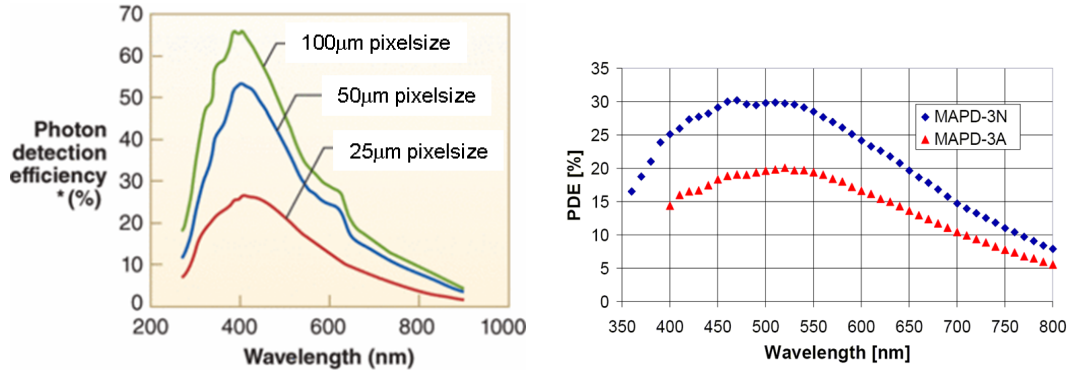 70
60
50
40
30
20
10
0
Photon
detection
efficiency
*(%)
100μm pixelsize
50μm pixelsize
25μm pixelsize
200 400 600 800 1000
Wavelength (nm)
35
30
25
20
15
10
5
0
PDE [%]
MAPD-3N
MAPD-3A
350 400 450 500 550 600 650 700 750 800
Wavelength [nm]